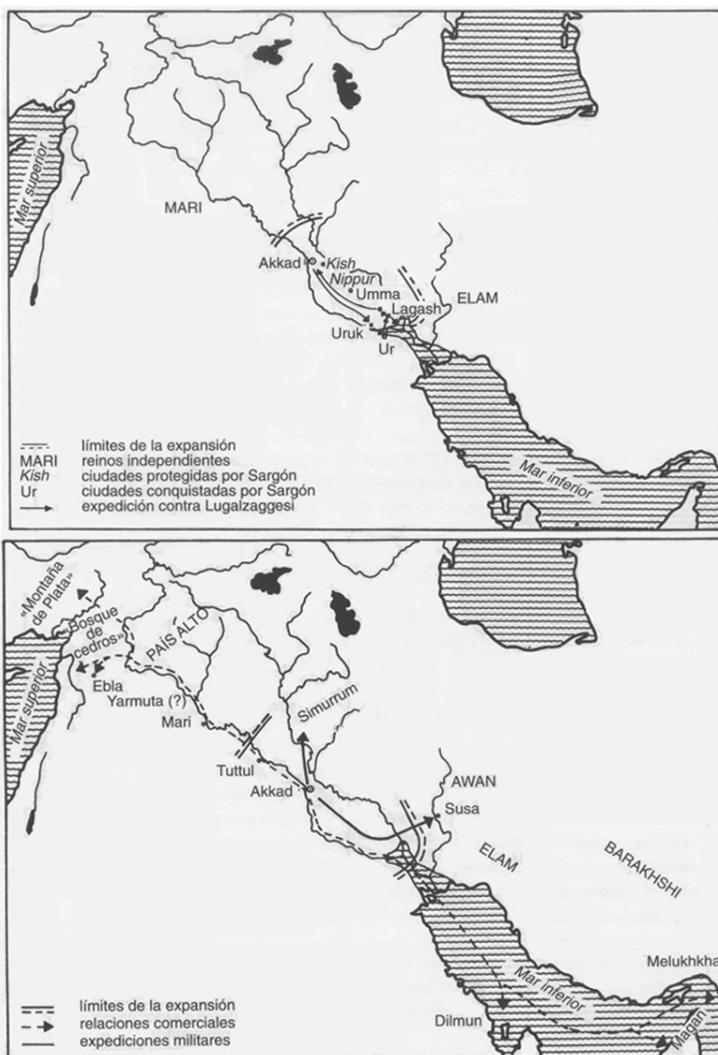 Mar superior
MARI
Akkad
Kish
Nippur
Umma
ELAM
Lagash
Uruk
Ur
Mar inferior
límites de la expansión
MARI reinos independientes
Kish ciudades protegidas por Sargón
Ur ciudades conquistadas por Sargón
expedición contra Lugalzaggesi
«Montaña
de Plata»
«Bosque
de
cedros»
PAÍS ALTO
Mar superior
Ebla
Yarmuta (?)
Simurrum
Mari
Tuttul
Akkad
AWAN
Susa
ELAM
BARAKHSHI
Melukhkha
Mar inferior
Dilmun
Magan
límites de la expansión
relaciones comerciales
expediciones militares